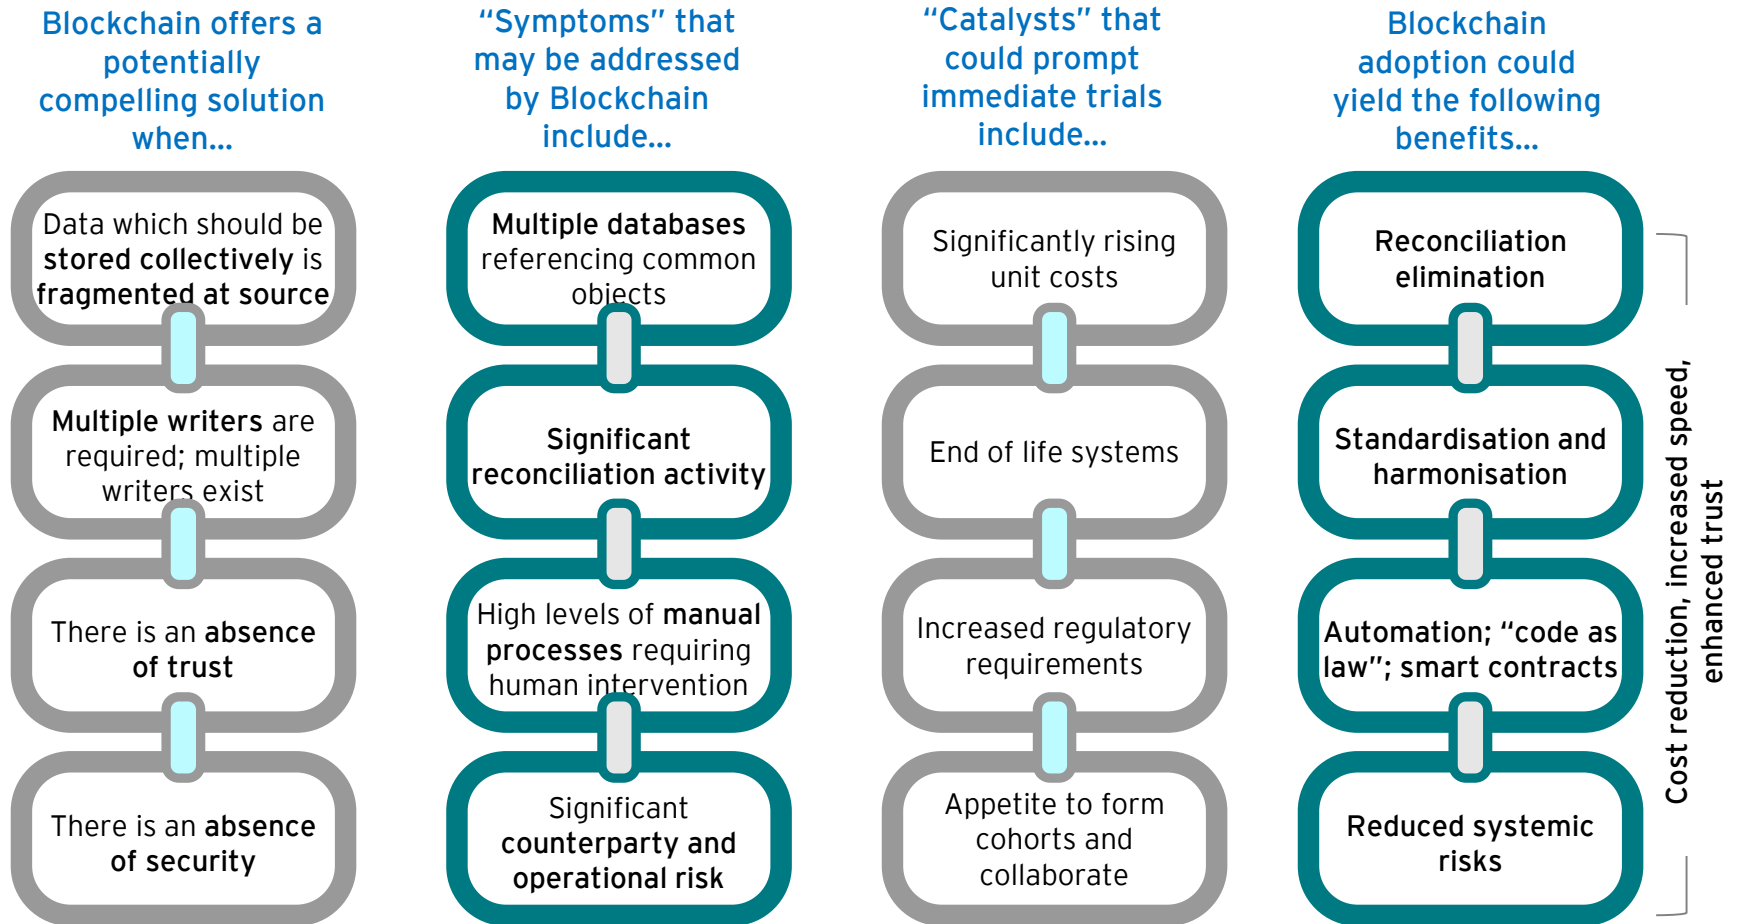 Blockchain offers a
potentially
compelling solution
when...
Data which should be
stored collectively is
fragmented at source
Multiple writers are
required; multiple
writers exist
There is an absence
of trust
There is an absence
of security
“Symptoms” that
may be addressed
by Blockchain
include...
Multiple databases
referencing common
objects
Significant
reconciliation activity
High levels of manual
processes requiring
human intervention
Significant
counterparty and
operational risk
“Catalysts” that
could prompt
immediate trials
include...
Significantly rising
unit costs
End of life systems
Increased regulatory
requirements
Appetite to form
cohorts and
collaborate
Blockchain
adoption could
yield the following
benefits...
Reconciliation
elimination
Standardisation and
harmonisation
Automation; “code as
law”; smart contracts
Reduced systemic
risks
Cost reduction, increased speed,
enhanced trust